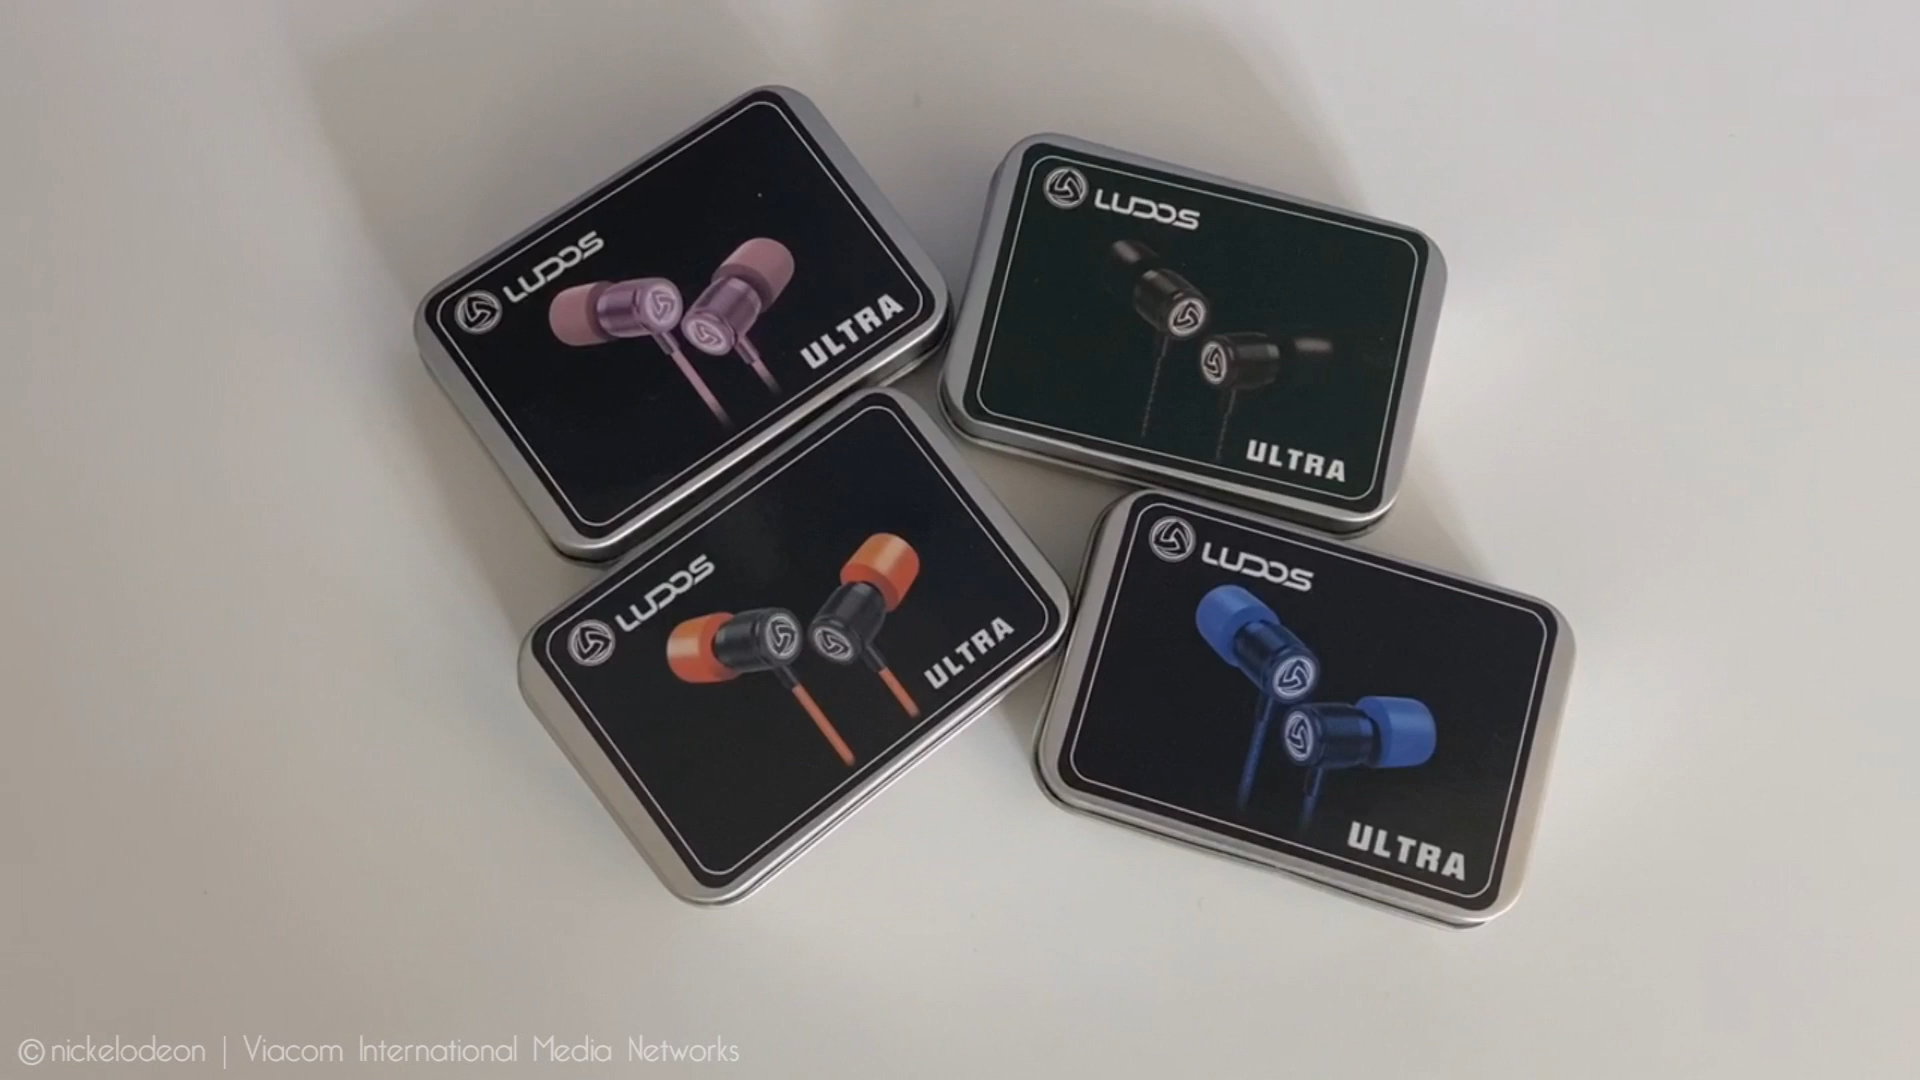 LUDOS
ULTRA
LUDOS
ULTRA
LUDOS
ULTRA
LUDOS
ULTRA
©nickelodeon | Viacom International Media Networks